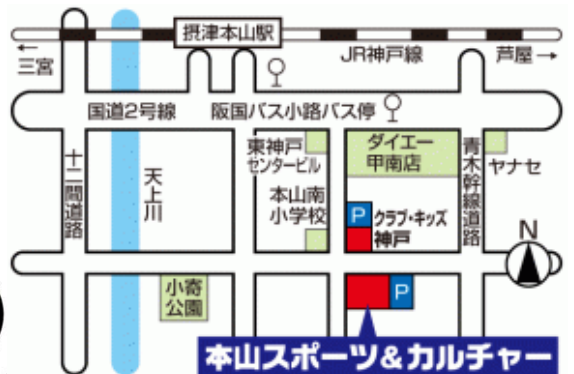 摂津本山駅
←
三宮
JR神戸線
芦屋→
国道2号線
阪国バス小路バス停
十二間道路
天上川
東神戸
センタービル
ダイエー
甲南店
青木幹線道路
ヤナセ
本山南
小学校
P
クラブ・キッズ
神戸
N
小寄
公園
P
本山スポーツ&カルチャー